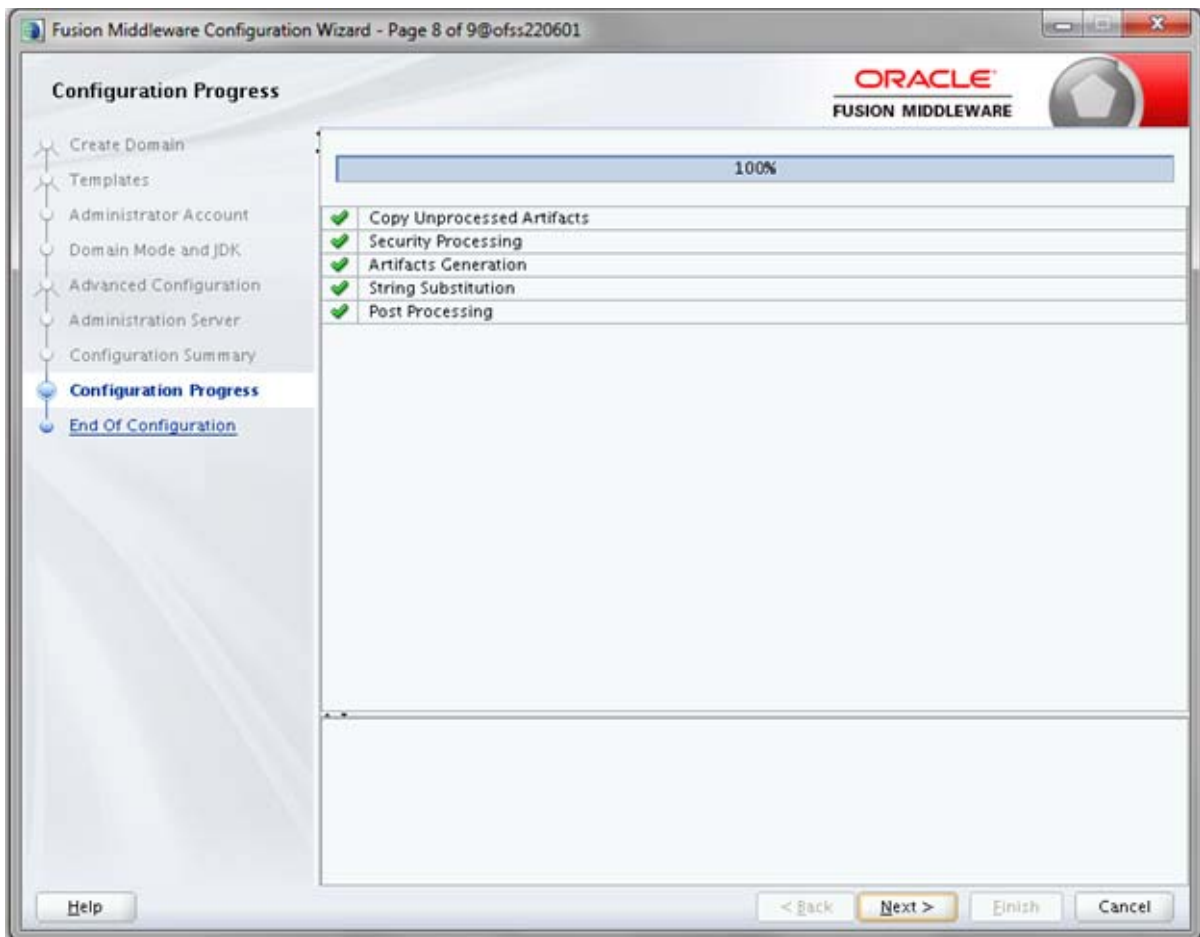 Fusion Middleware Configuration Wizard - Page 8 of 9@ofss220601
Configuration Progress
ORACLE
FUSION MIDDLEWARE
Create Domain
Templates
Administrator Account
Domain Mode and JDK
Advanced Configuration
Administration Server
Configuration Summary
Configuration Progress
End Of Configuration
100%
Copy Unprocessed Artifacts
Security Processing
Artifacts Generation
String Substitution
Post Processing
Help
< Back
Next >
Finish
Cancel